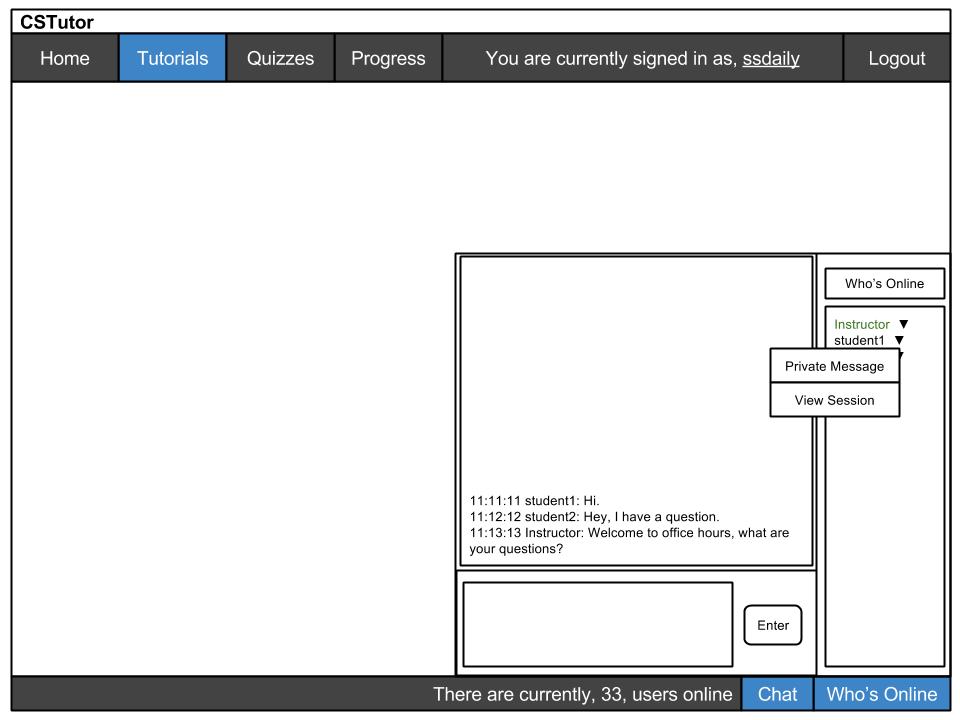 CSTutor
Home Tutorials Quizzes Progress You are currently signed in as, ssdaily Logout
Who's Online
Instructor ▼
student1 ▼
Private Message
View Session
11:11:11 student1: Hi.
11:12:12 student2: Hey, I have a question.
11:13:13 Instructor: Welcome to office hours, what are
your questions?
Enter
There are currently, 33, users online Chat Who's Online